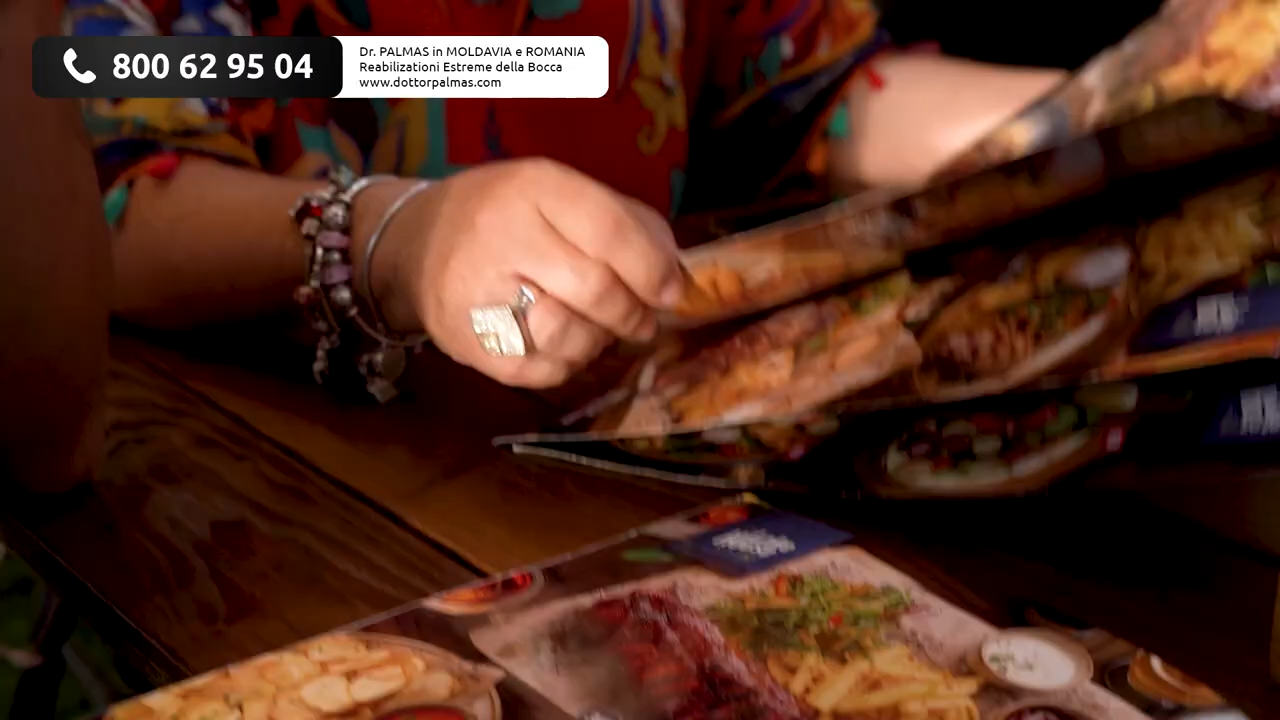 800 62 95 04
Dr. PALMAS in MOLDAVIA e ROMANIA
Reabilizationi Estreme della Bocca
www.dottorpalmas.com